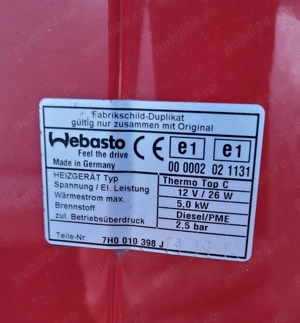 Fabrikschild-Duplikat
gültig nur zusammen mit Original
Webasto
Feel the drive
Made in Germany
CE e1 e1
00 0002 02 1131
HEIZGERÄT Typ Thermo Top C
Spannung / El. Leistung 12 V / 26 W
Wärmestrom max. 5,0 kW
Brennstoff Diesel/PME
zul. Betriebsüberdruck 2,5 bar
Teile-Nr. 7H0 010 398 J